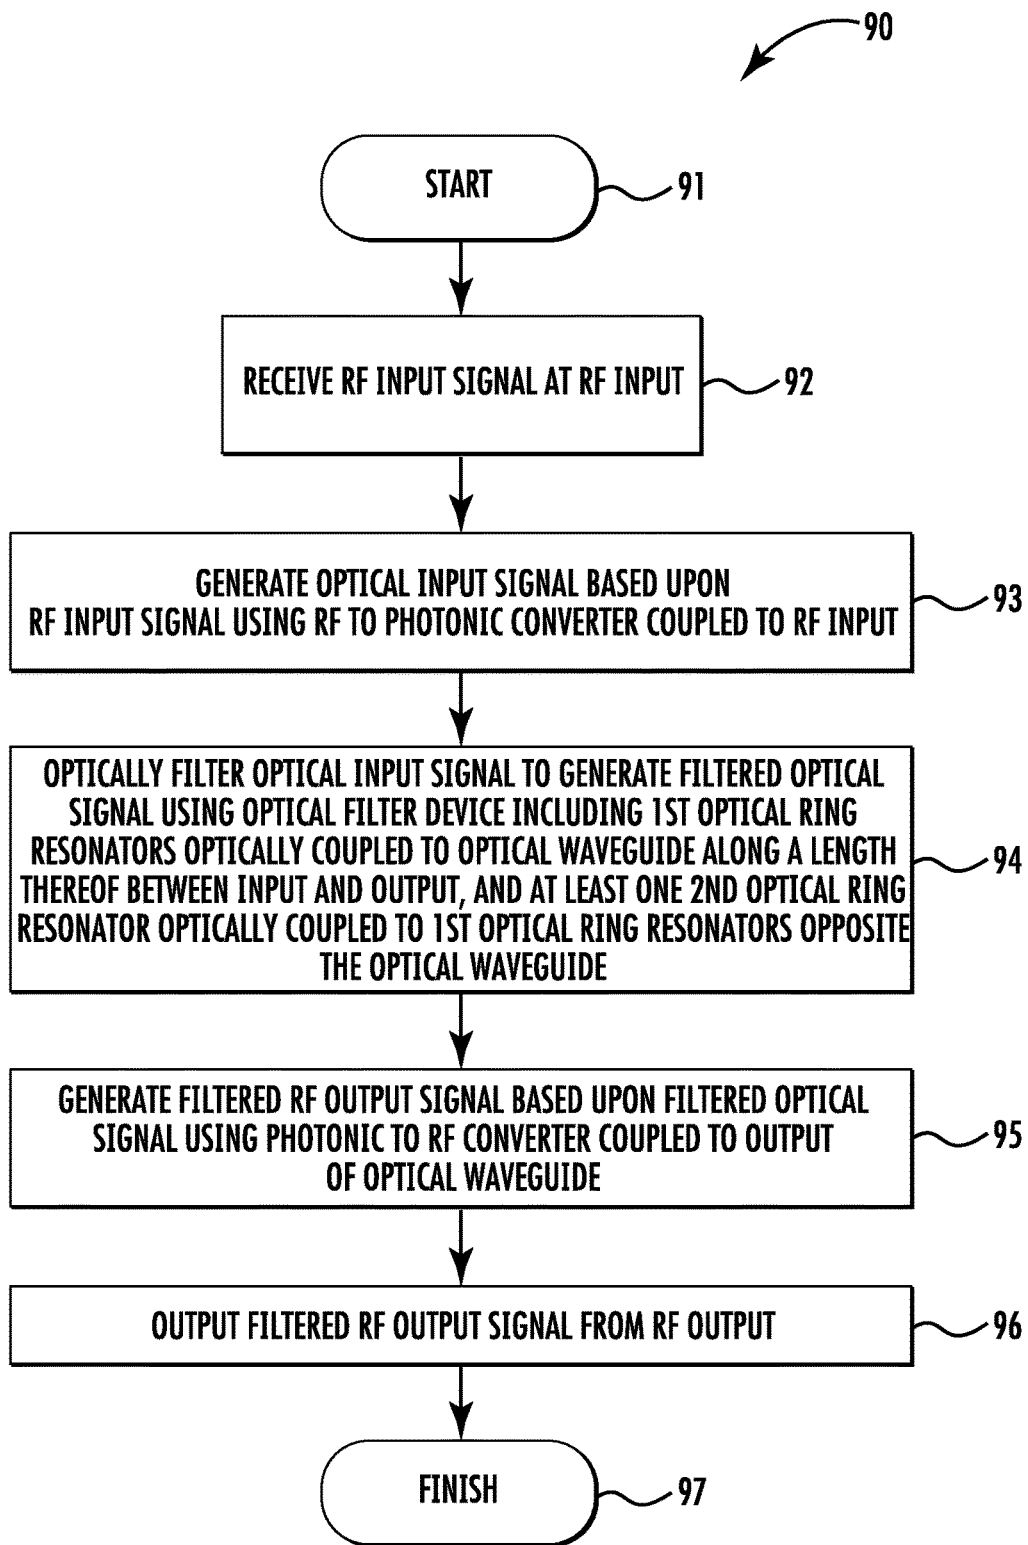 90
START
91
RECEIVE RF INPUT SIGNAL AT RF INPUT
92
GENERATE OPTICAL INPUT SIGNAL BASED UPON
RF INPUT SIGNAL USING RF TO PHOTONIC CONVERTER COUPLED TO RF INPUT
93
OPTICALLY FILTER OPTICAL INPUT SIGNAL TO GENERATE FILTERED OPTICAL
SIGNAL USING OPTICAL FILTER DEVICE INCLUDING 1ST OPTICAL RING
RESONATORS OPTICALLY COUPLED TO OPTICAL WAVEGUIDE ALONG A LENGTH
THEREOF BETWEEN INPUT AND OUTPUT, AND AT LEAST ONE 2ND OPTICAL RING
RESONATOR OPTICALLY COUPLED TO 1ST OPTICAL RING RESONATORS OPPOSITE
THE OPTICAL WAVEGUIDE
94
GENERATE FILTERED RF OUTPUT SIGNAL BASED UPON FILTERED OPTICAL
SIGNAL USING PHOTONIC TO RF CONVERTER COUPLED TO OUTPUT
OF OPTICAL WAVEGUIDE
95
OUTPUT FILTERED RF OUTPUT SIGNAL FROM RF OUTPUT
96
FINISH
97